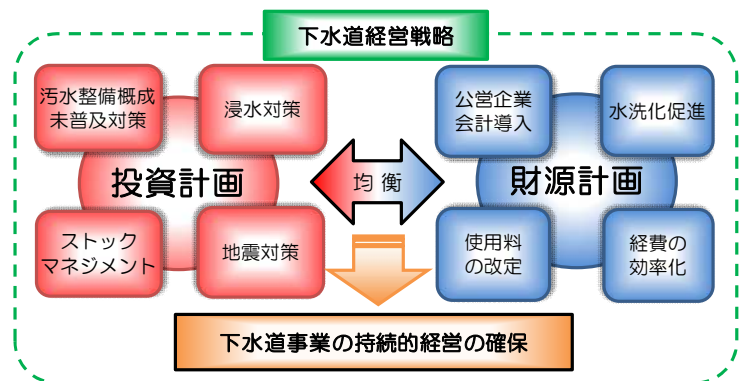 下水道経営戦略
汚水整備概成
未普及対策
浸水対策
投資計画
ストック
マネジメント
地震対策
均衡
公営企業
会計導入
水洗化促進
財源計画
使用料
の改定
経費の
効率化
下水道事業の持続的経営の確保